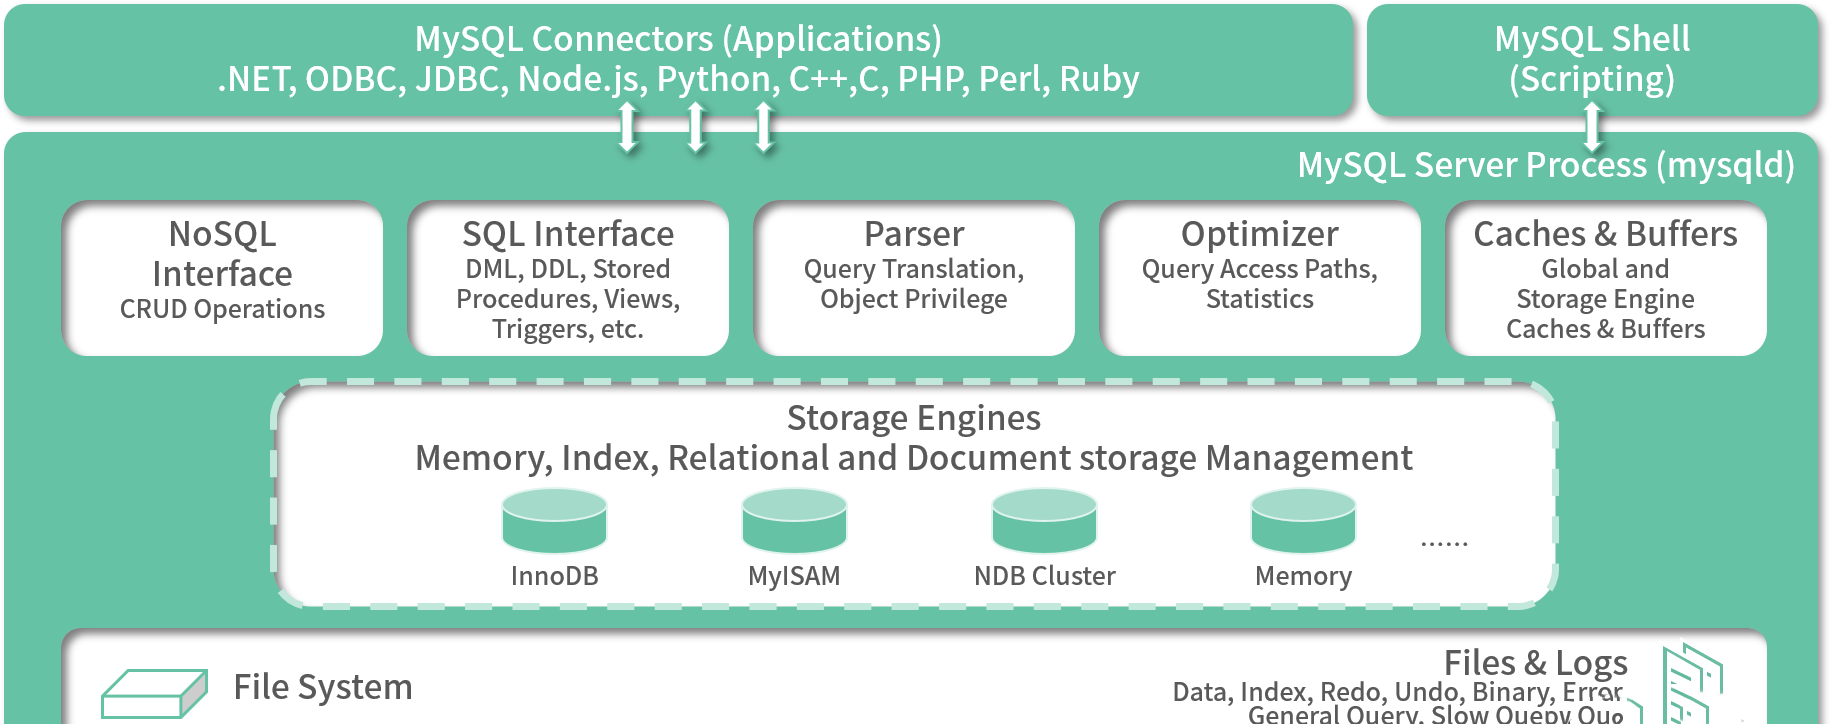 MySQL Connectors (Applications)
.NET, ODBC, JDBC, Node.js, Python, C++,C, PHP, Perl, Ruby
MySQL Shell
(Scripting)
MySQL Server Process (mysqld)
NoSQL
Interface
CRUD Operations
SQL Interface
DML, DDL, Stored
Procedures, Views,
Triggers, etc.
Parser
Query Translation,
Object Privilege
Optimizer
Query Access Paths,
Statistics
Caches & Buffers
Global and
Storage Engine
Caches & Buffers
Storage Engines
Memory, Index, Relational and Document storage Management
InnoDB
MyISAM
NDB Cluster
Memory
......
File System
Files & Logs
Data, Index, Redo, Undo, Binary, Error
General Query, Slow